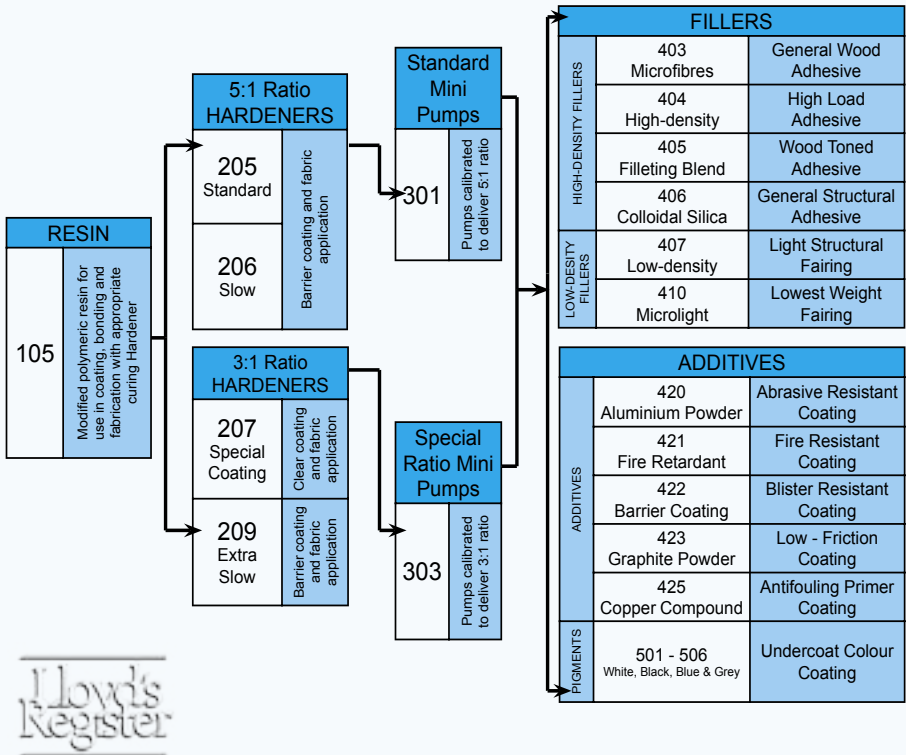 RESIN
105
Modified polymeric resin for
use in coating, bonding and
fabrication with appropriate
curing Hardener
5:1 Ratio
HARDENERS
205
Standard
206
Slow
Barrier coating and fabric
application
3:1 Ratio
HARDENERS
207
Special
Coating
Clear coating
and fabric
application
209
Extra
Slow
Barrier coating
and fabric
application
Standard
Mini
Pumps
301
Pumps calibrated
to deliver 5:1 ratio
Special
Ratio Mini
Pumps
303
Pumps calibrated
to deliver 3:1 ratio
FILLERS
HIGH-DENSITY FILLERS
403
Microfibres
General Wood
Adhesive
404
High-density
High Load
Adhesive
405
Filleting Blend
Wood Toned
Adhesive
406
Colloidal Silica
General Structural
Adhesive
LOW-DESITY
FILLERS
407
Low-density
Light Structural
Fairing
410
Microlight
Lowest Weight
Fairing
ADDITIVES
ADDITIVES
420
Aluminium Powder
Abrasive Resistant
Coating
421
Fire Retardant
Fire Resistant
Coating
422
Barrier Coating
Blister Resistant
Coating
423
Graphite Powder
Low - Friction
Coating
425
Copper Compound
Antifouling Primer
Coating
PIGMENTS
501 - 506
White, Black, Blue & Grey
Undercoat Colour
Coating
Lloyd's
Register